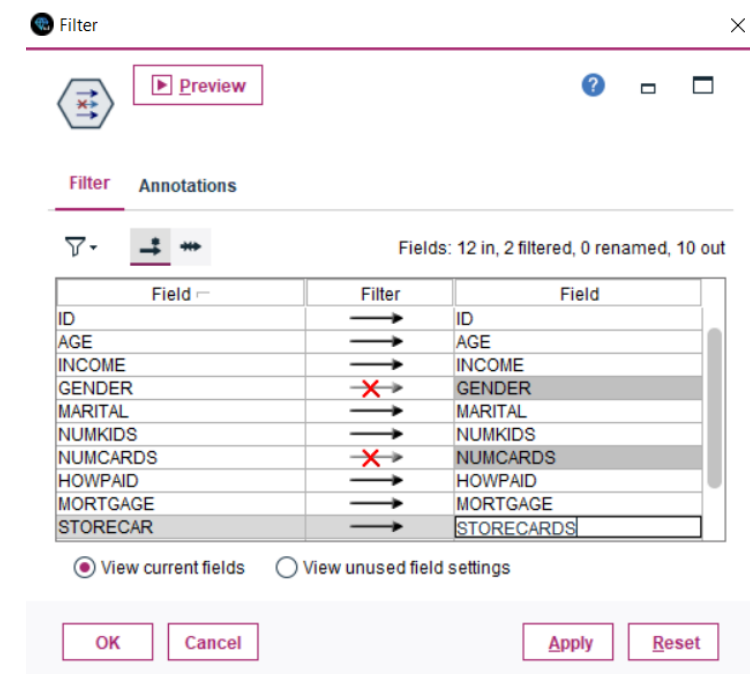 Filter
Preview
?
Filter Annotations
Fields: 12 in, 2 filtered, 0 renamed, 10 out
Field Filter Field
ID ID
AGE AGE
INCOME INCOME
GENDER GENDER
MARITAL MARITAL
NUMKIDS NUMKIDS
NUMCARDS NUMCARDS
HOWPAID HOWPAID
MORTGAGE MORTGAGE
STORECAR STORECARDS
View current fields View unused field settings
OK Cancel Apply Reset